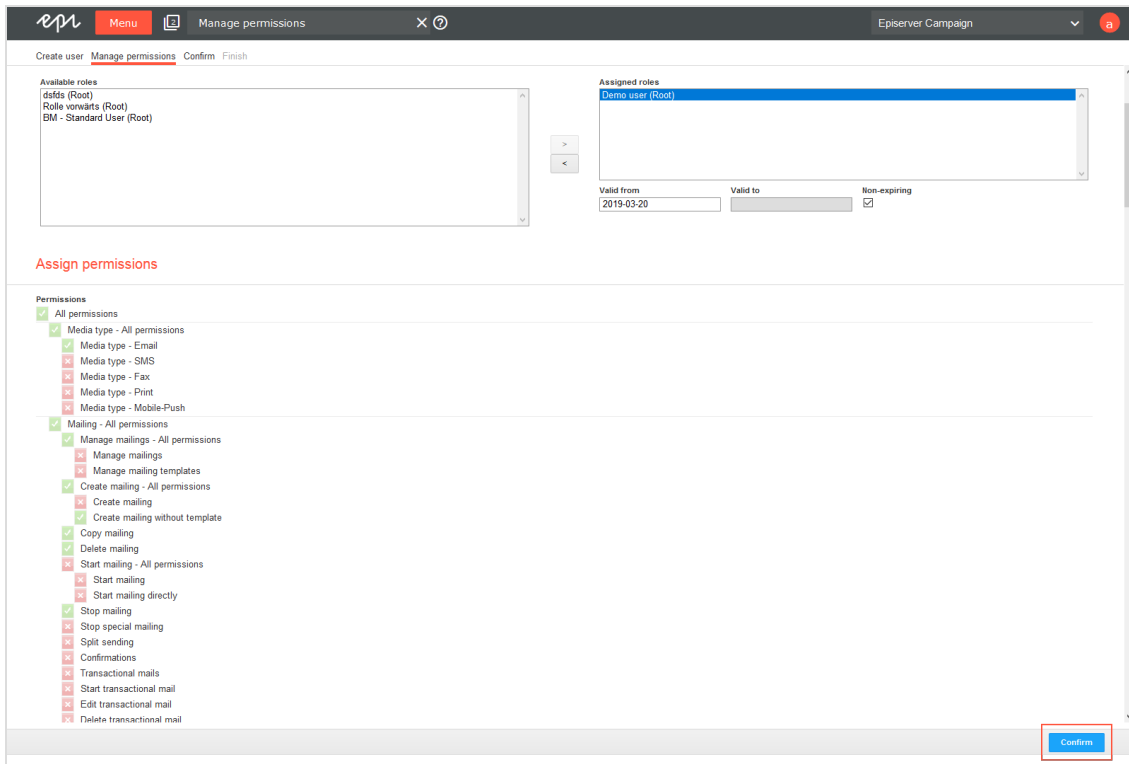 epi Menu 2 Manage permissions Episerver Campaign a
Create user Manage permissions Confirm Finish
Available roles
dsfds (Root)
Rolle vorwärts (Root)
BM - Standard User (Root)
>
<
Assigned roles
Demo user (Root)
Valid from Valid to Non-expiring
2019-03-20
Assign permissions
Permissions
All permissions
Media type - All permissions
Media type - Email
Media type - SMS
Media type - Fax
Media type - Print
Media type - Mobile-Push
Mailing - All permissions
Manage mailings - All permissions
Manage mailings
Manage mailing templates
Create mailing - All permissions
Create mailing
Create mailing without template
Copy mailing
Delete mailing
Start mailing - All permissions
Start mailing
Start mailing directly
Stop mailing
Stop special mailing
Split sending
Confirmations
Transactional mails
Start transactional mail
Edit transactional mail
Delete transactional mail
Confirm